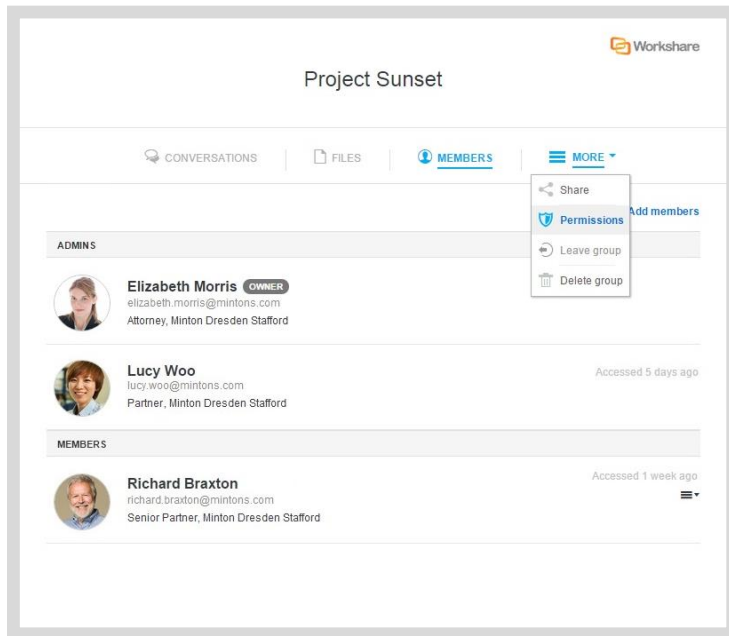 Workshare
Project Sunset
CONVERSATIONS FILES MEMBERS MORE
Share
Permissions
Add members
Leave group
Delete group
ADMINS
Elizabeth Morris OWNER
elizabeth.morris@mintons.com
Attorney, Minton Dresden Stafford
Lucy Woo
Accessed 5 days ago
lucy.woo@mintons.com
Partner, Minton Dresden Stafford
MEMBERS
Accessed 1 week ago
Richard Braxton
richard.braxton@mintons.com
Senior Partner, Minton Dresden Stafford